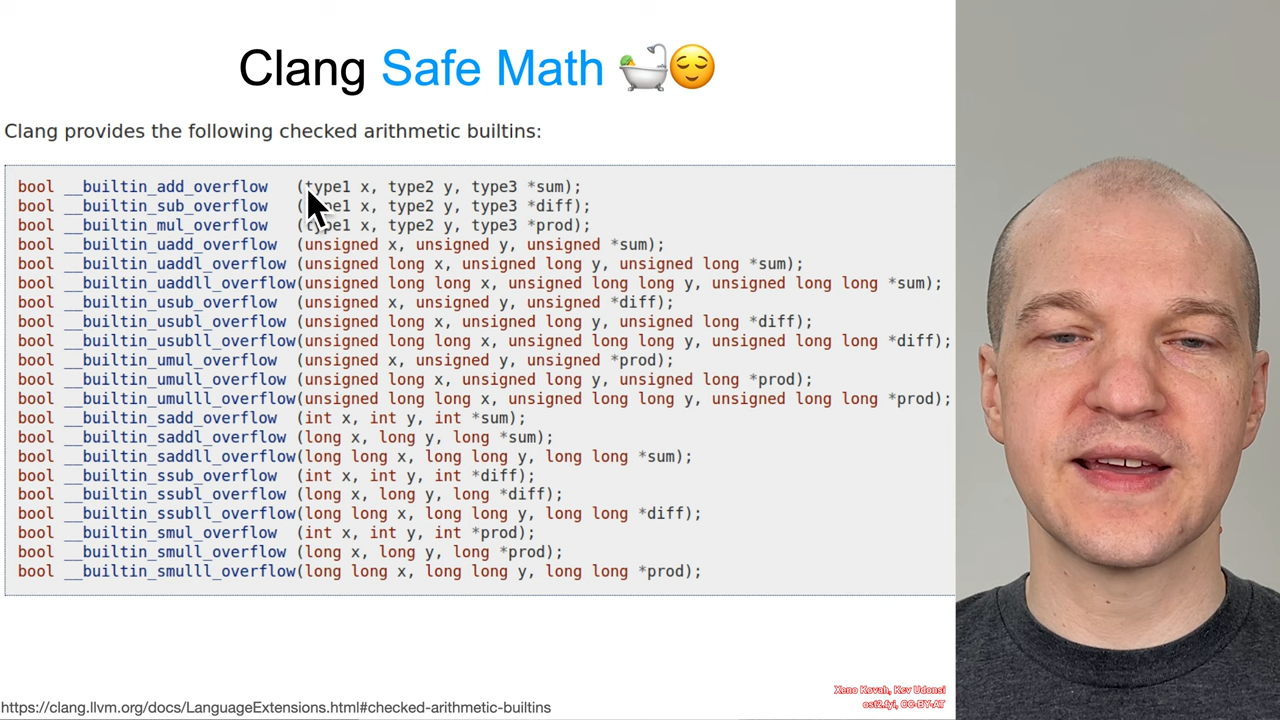 Clang Safe Math 🛀😌
Clang provides the following checked arithmetic builtins:
bool __builtin_add_overflow (type1 x, type2 y, type3 *sum);
bool __builtin_sub_overflow (type1 x, type2 y, type3 *diff);
bool __builtin_mul_overflow (type1 x, type2 y, type3 *prod);
bool __builtin_uadd_overflow (unsigned x, unsigned y, unsigned *sum);
bool __builtin_uaddl_overflow (unsigned long x, unsigned long y, unsigned long *sum);
bool __builtin_uaddll_overflow(unsigned long long x, unsigned long long y, unsigned long long *sum);
bool __builtin_usub_overflow (unsigned x, unsigned y, unsigned *diff);
bool __builtin_usubl_overflow (unsigned long x, unsigned long y, unsigned long *diff);
bool __builtin_usubll_overflow(unsigned long long x, unsigned long long y, unsigned long long *diff);
bool __builtin_umul_overflow (unsigned x, unsigned y, unsigned *prod);
bool __builtin_umull_overflow (unsigned long x, unsigned long y, unsigned long *prod);
bool __builtin_umulll_overflow(unsigned long long x, unsigned long long y, unsigned long long *prod);
bool __builtin_sadd_overflow (int x, int y, int *sum);
bool __builtin_saddl_overflow (long x, long y, long *sum);
bool __builtin_saddll_overflow(long long x, long long y, long long *sum);
bool __builtin_ssub_overflow (int x, int y, int *diff);
bool __builtin_ssubl_overflow (long x, long y, long *diff);
bool __builtin_ssubll_overflow(long long x, long long y, long long *diff);
bool __builtin_smul_overflow (int x, int y, int *prod);
bool __builtin_smull_overflow (long x, long y, long *prod);
bool __builtin_smulll_overflow(long long x, long long y, long long *prod);
Xeno Kovah, Kev Udonsi
ost2.fyi, CC-BY-AT
https://clang.llvm.org/docs/LanguageExtensions.html#checked-arithmetic-builtins